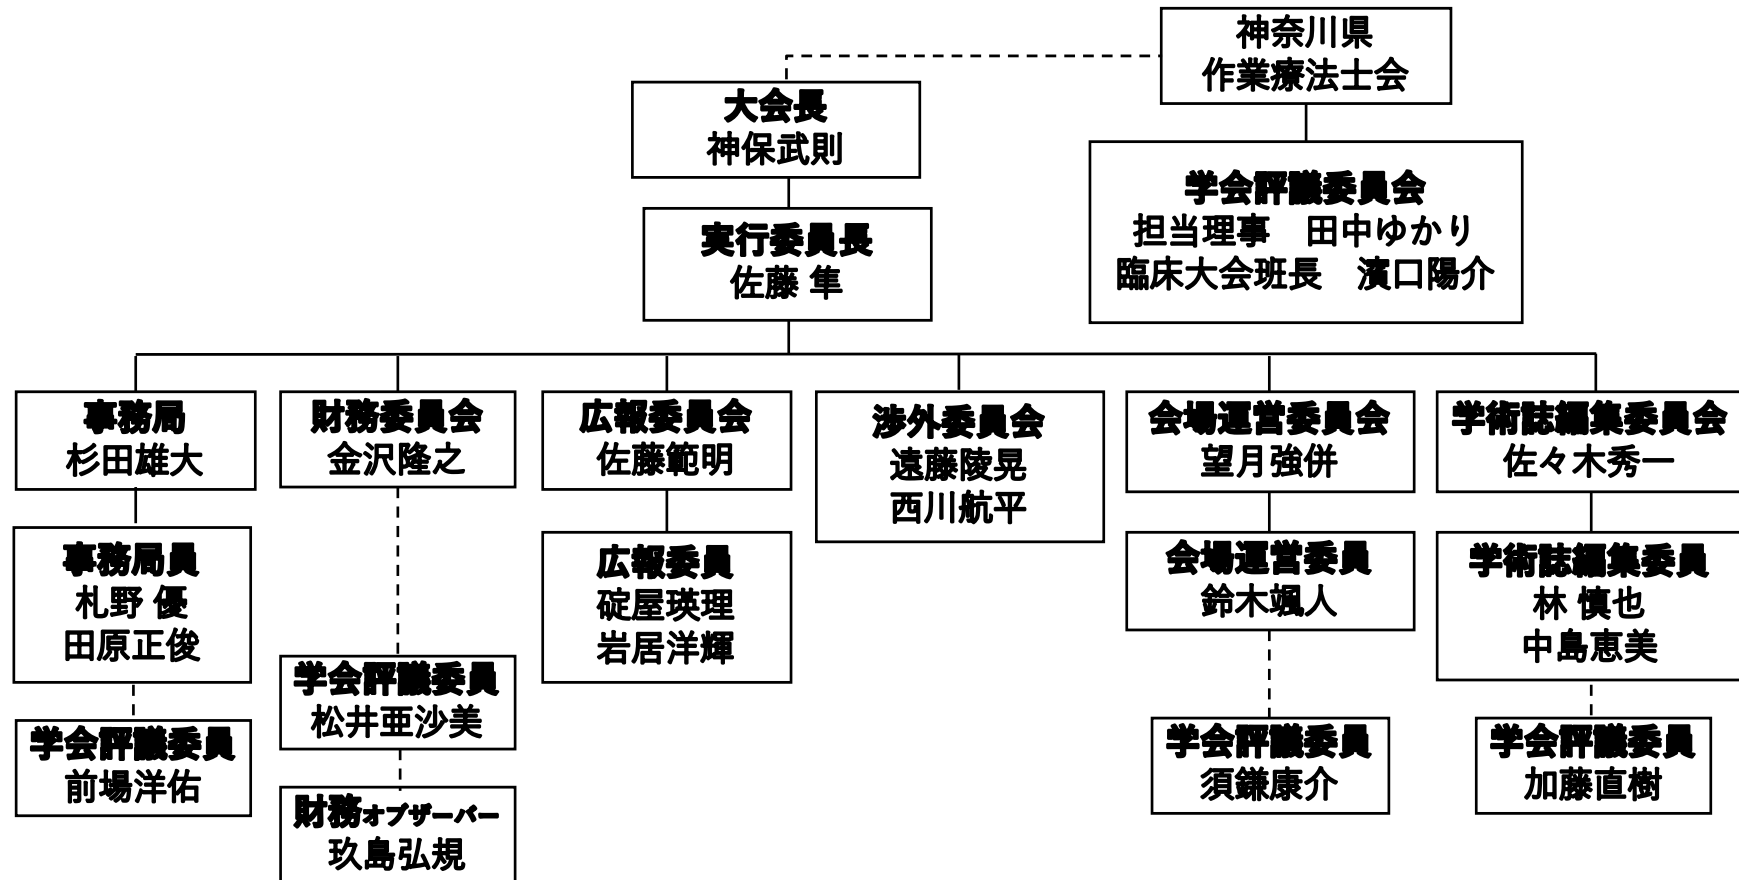 神奈川県
作業療法士会
大会長
神保武則
学会評議委員会
担当理事　田中ゆかり
臨床大会班長　濱口陽介
実行委員長
佐藤 隼
事務局
杉田雄大
財務委員会
金沢隆之
広報委員会
佐藤範明
渉外委員会
遠藤陵晃
西川航平
会場運営委員会
望月強併
学術誌編集委員会
佐々木秀一
事務局員
札野 優
田原正俊
広報委員
碇屋瑛理
岩居洋輝
会場運営委員
鈴木颯人
学術誌編集委員
林 慎也
中島恵美
学会評議委員
松井亜沙美
学会評議委員
前場洋佑
学会評議委員
須鎌康介
学会評議委員
加藤直樹
財務オブザーバー
玖島弘規